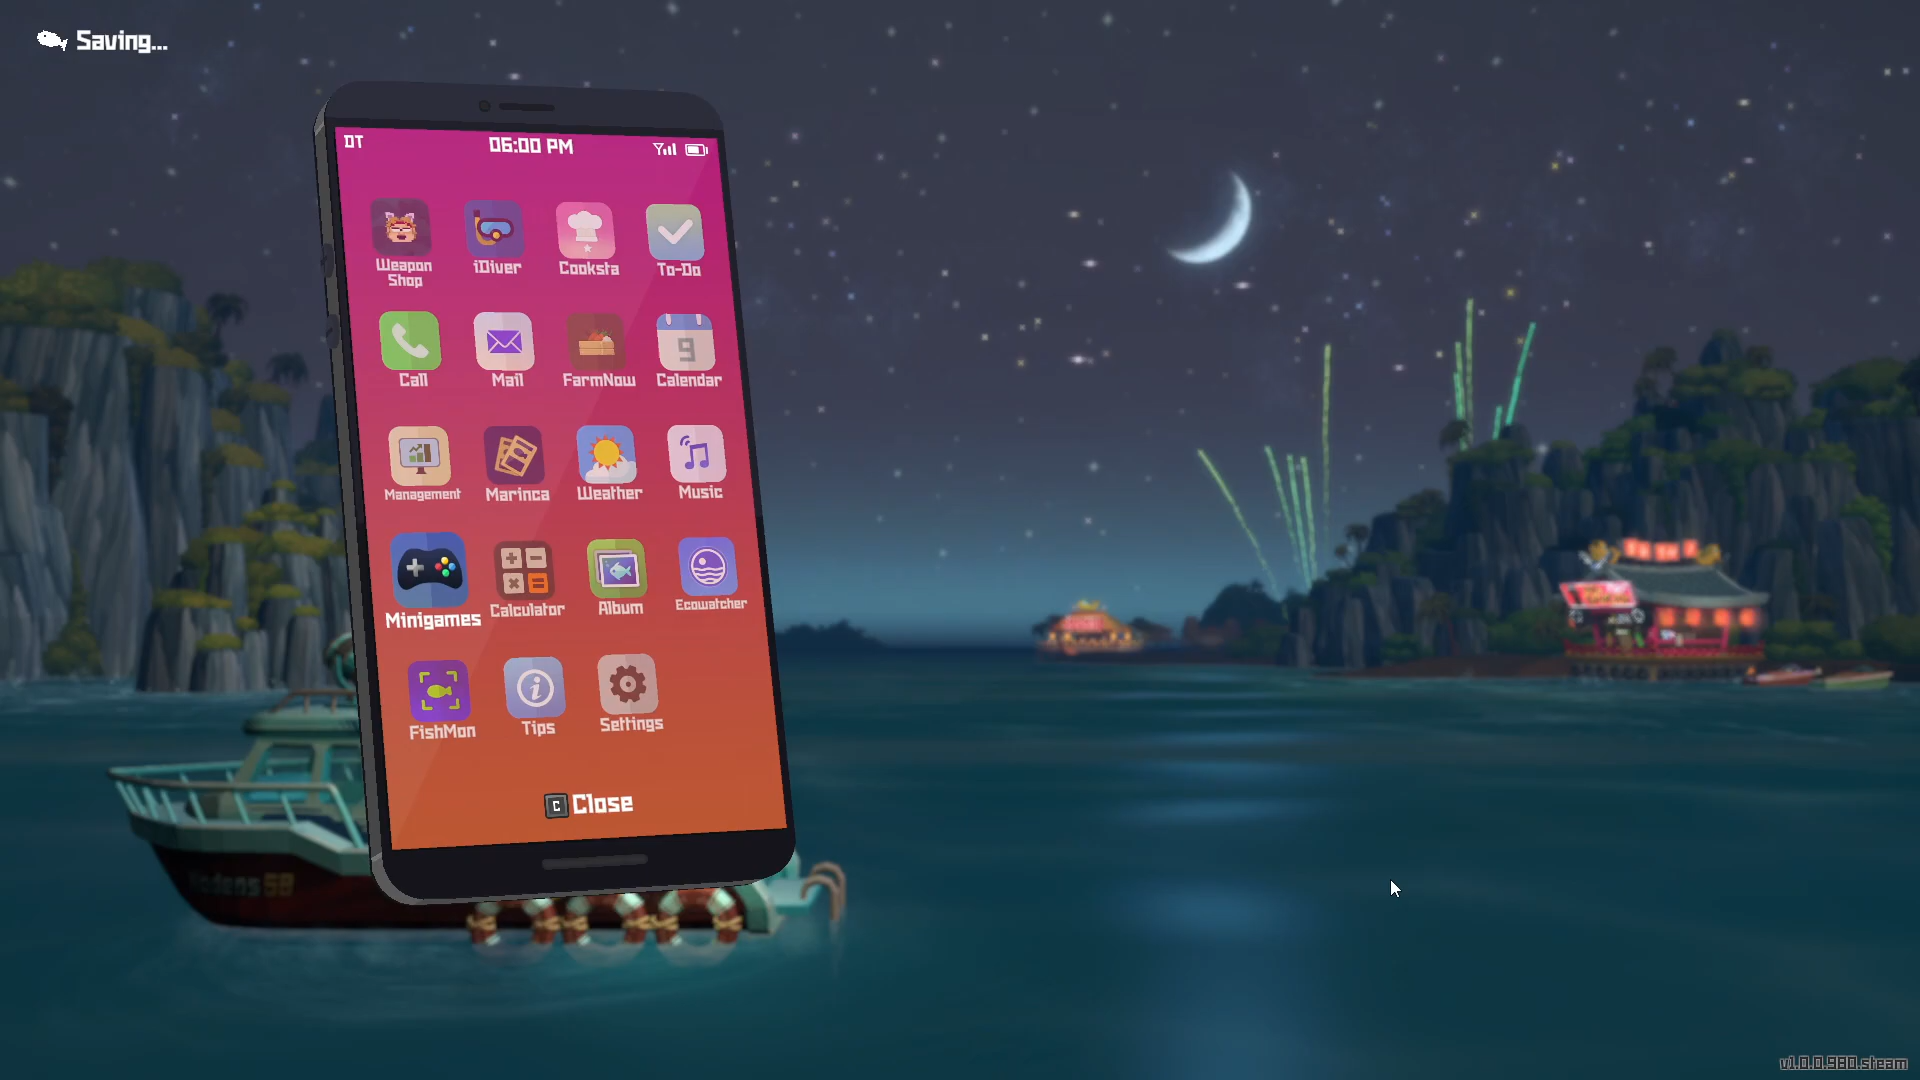 Saving...
DT
06:00 PM
Weapon
Shop
iDiver
Cooksta
To-Do
Call
Mail
FarmNow
9
Calendar
Management
Marinca
Weather
Music
Minigames
Calculator
Album
Ecowatcher
FishMon
Tips
Settings
C Close
v1.0.0.980.steam